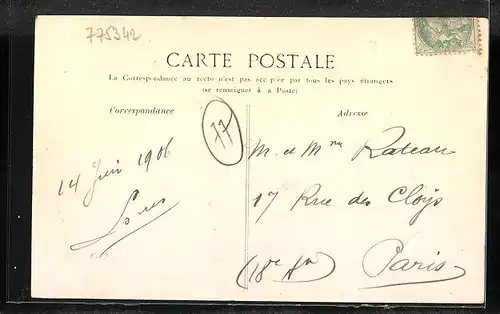 775342
CARTE POSTALE
La Correspondance au recto n'est pas acceptée par tous les pays étrangers
(se renseigner à la Poste)
Correspondance
Adresse
77
14 Juin 1906
M. et Mme Rateau
17 Rue des Cloÿs
(18e Arr)
Paris